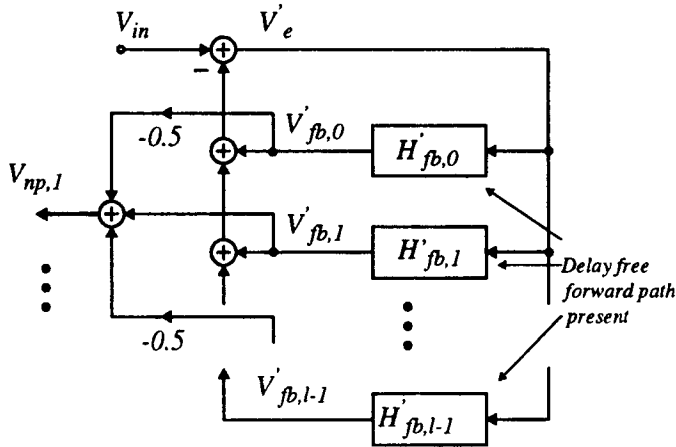 V_in
V'_e
+
−
-0.5
V'_fb,0
H'_fb,0
+
V_np,1
+
V'_fb,1
H'_fb,1
+
Delay free
forward path
present
-0.5
V'_fb,l-1
H'_fb,l-1